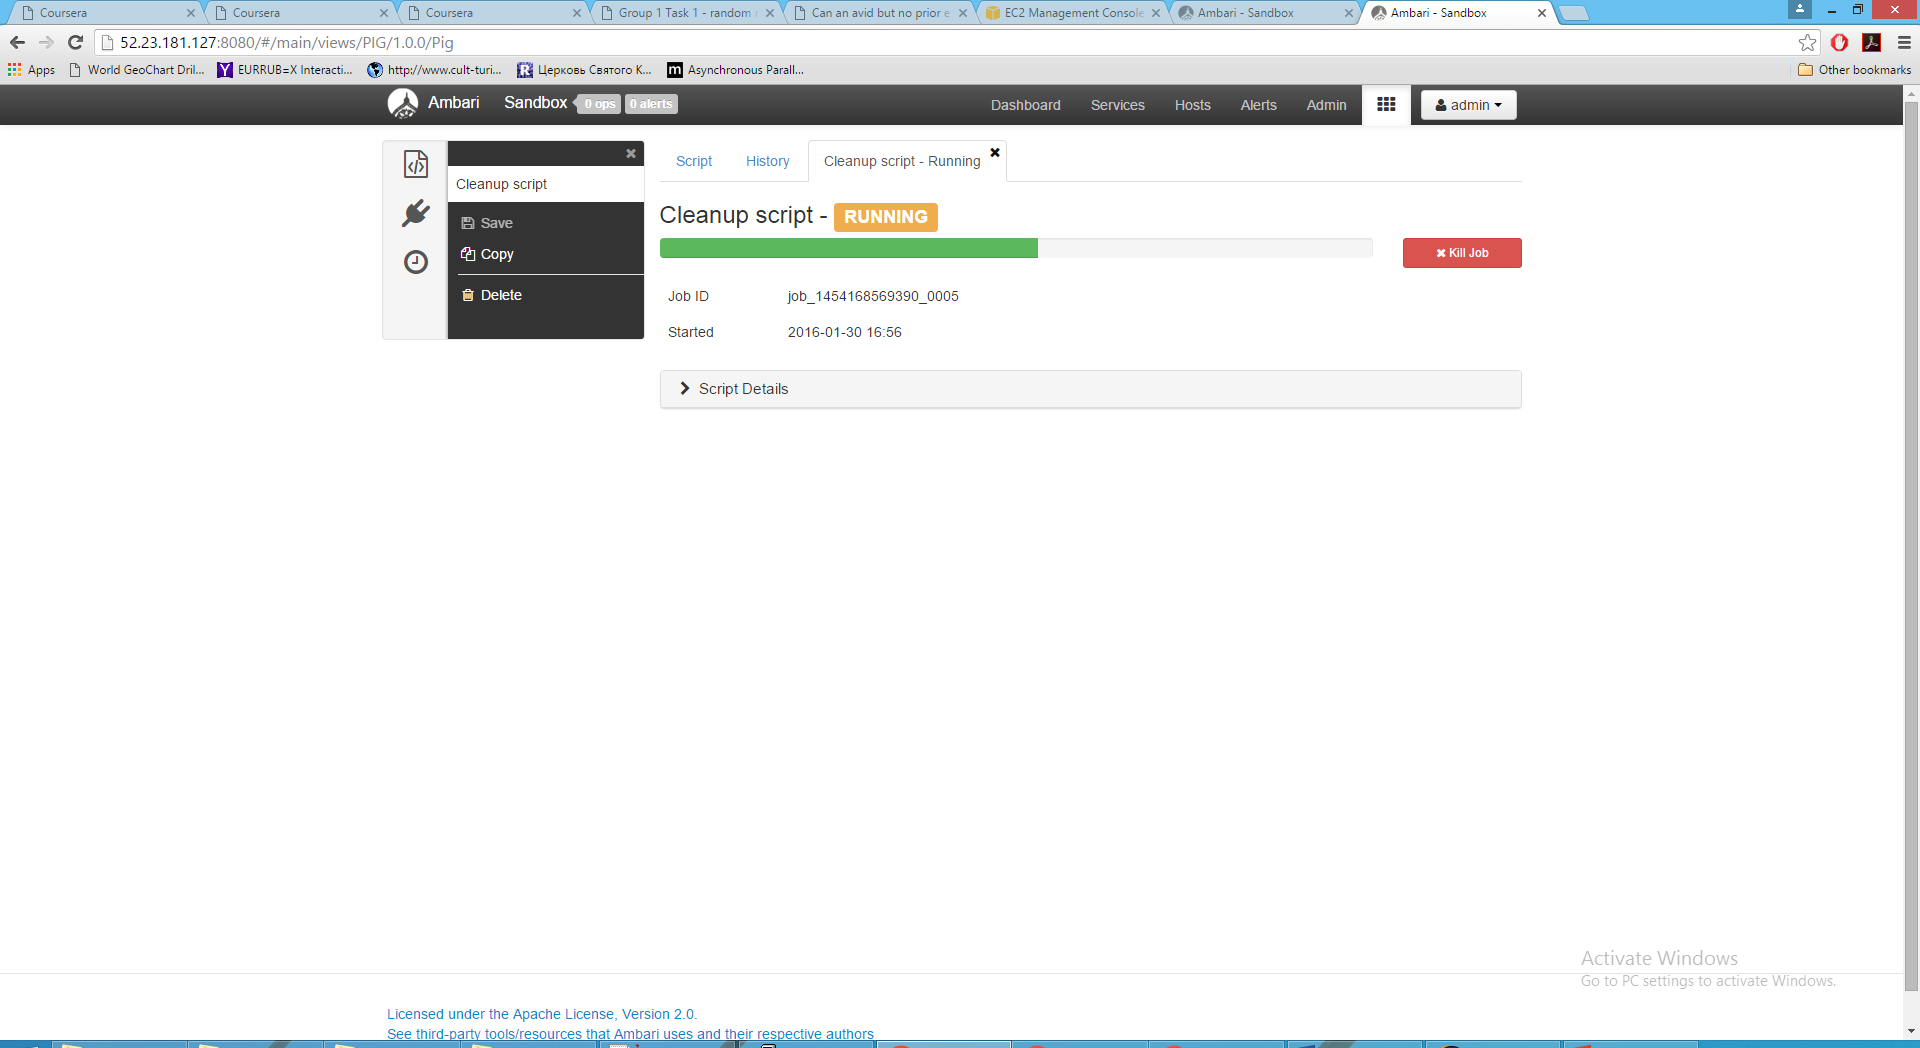 Coursera
Coursera
Coursera
Group 1 Task 1 - random
Can an avid but no prior e
EC2 Management Console
Ambari - Sandbox
Ambari - Sandbox
52.23.181.127:8080/#/main/views/PIG/1.0.0/Pig
Apps
World GeoChart Dril...
EURRUB=X Interacti...
http://www.cult-turi...
Церковь Святого К...
Asynchronous Parall...
Other bookmarks
Ambari
Sandbox
0 ops
0 alerts
Dashboard
Services
Hosts
Alerts
Admin
admin
Cleanup script
Save
Copy
Delete
Script
History
Cleanup script - Running
Cleanup script - RUNNING
Kill Job
Job ID job_1454168569390_0005
Started 2016-01-30 16:56
Script Details
Activate Windows
Go to PC settings to activate Windows.
Licensed under the Apache License, Version 2.0.
See third-party tools/resources that Ambari uses and their respective authors